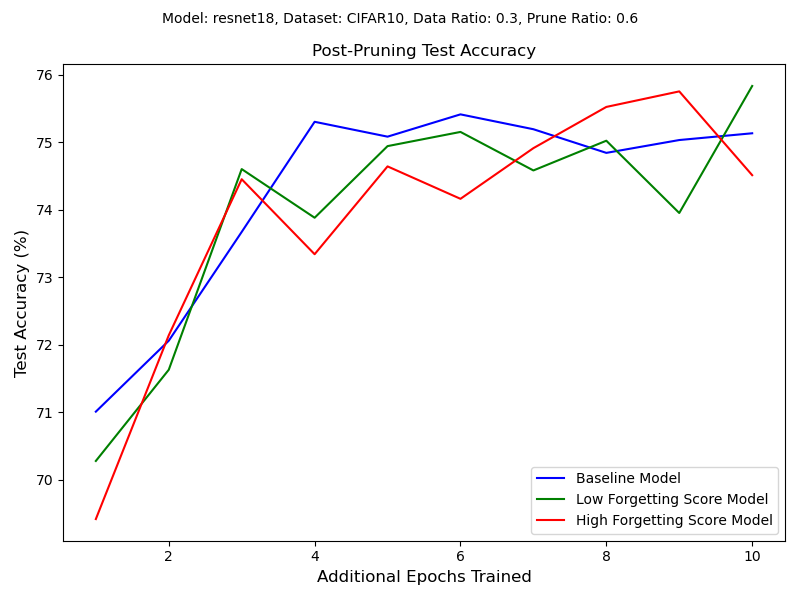 Model: resnet18, Dataset: CIFAR10, Data Ratio: 0.3, Prune Ratio: 0.6
Post-Pruning Test Accuracy
76
75
74
73
72
71
70
Test Accuracy (%)
2 4 6 8 10
Additional Epochs Trained
Baseline Model
Low Forgetting Score Model
High Forgetting Score Model